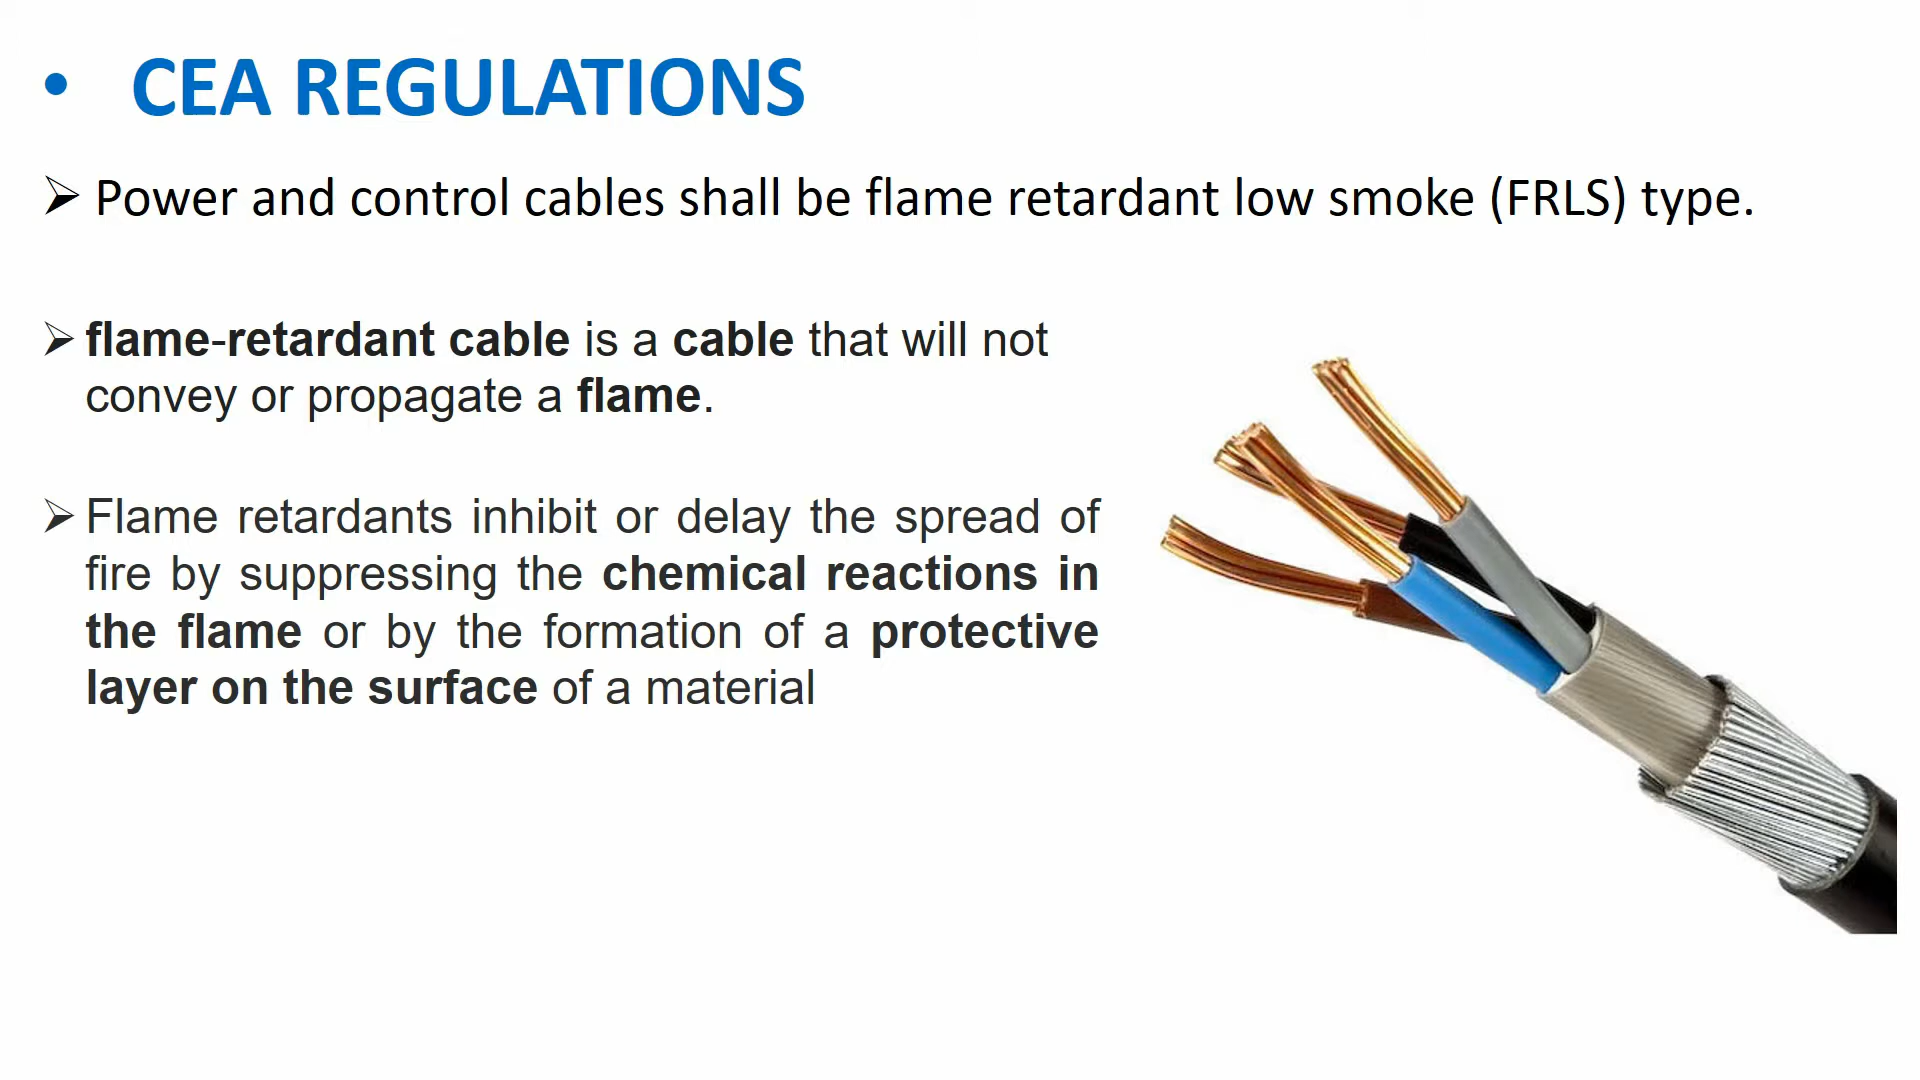 • CEA REGULATIONS
➢ Power and control cables shall be flame retardant low smoke (FRLS) type.
➢ flame-retardant cable is a cable that will not
convey or propagate a flame.
➢ Flame retardants inhibit or delay the spread of
fire by suppressing the chemical reactions in
the flame or by the formation of a protective
layer on the surface of a material